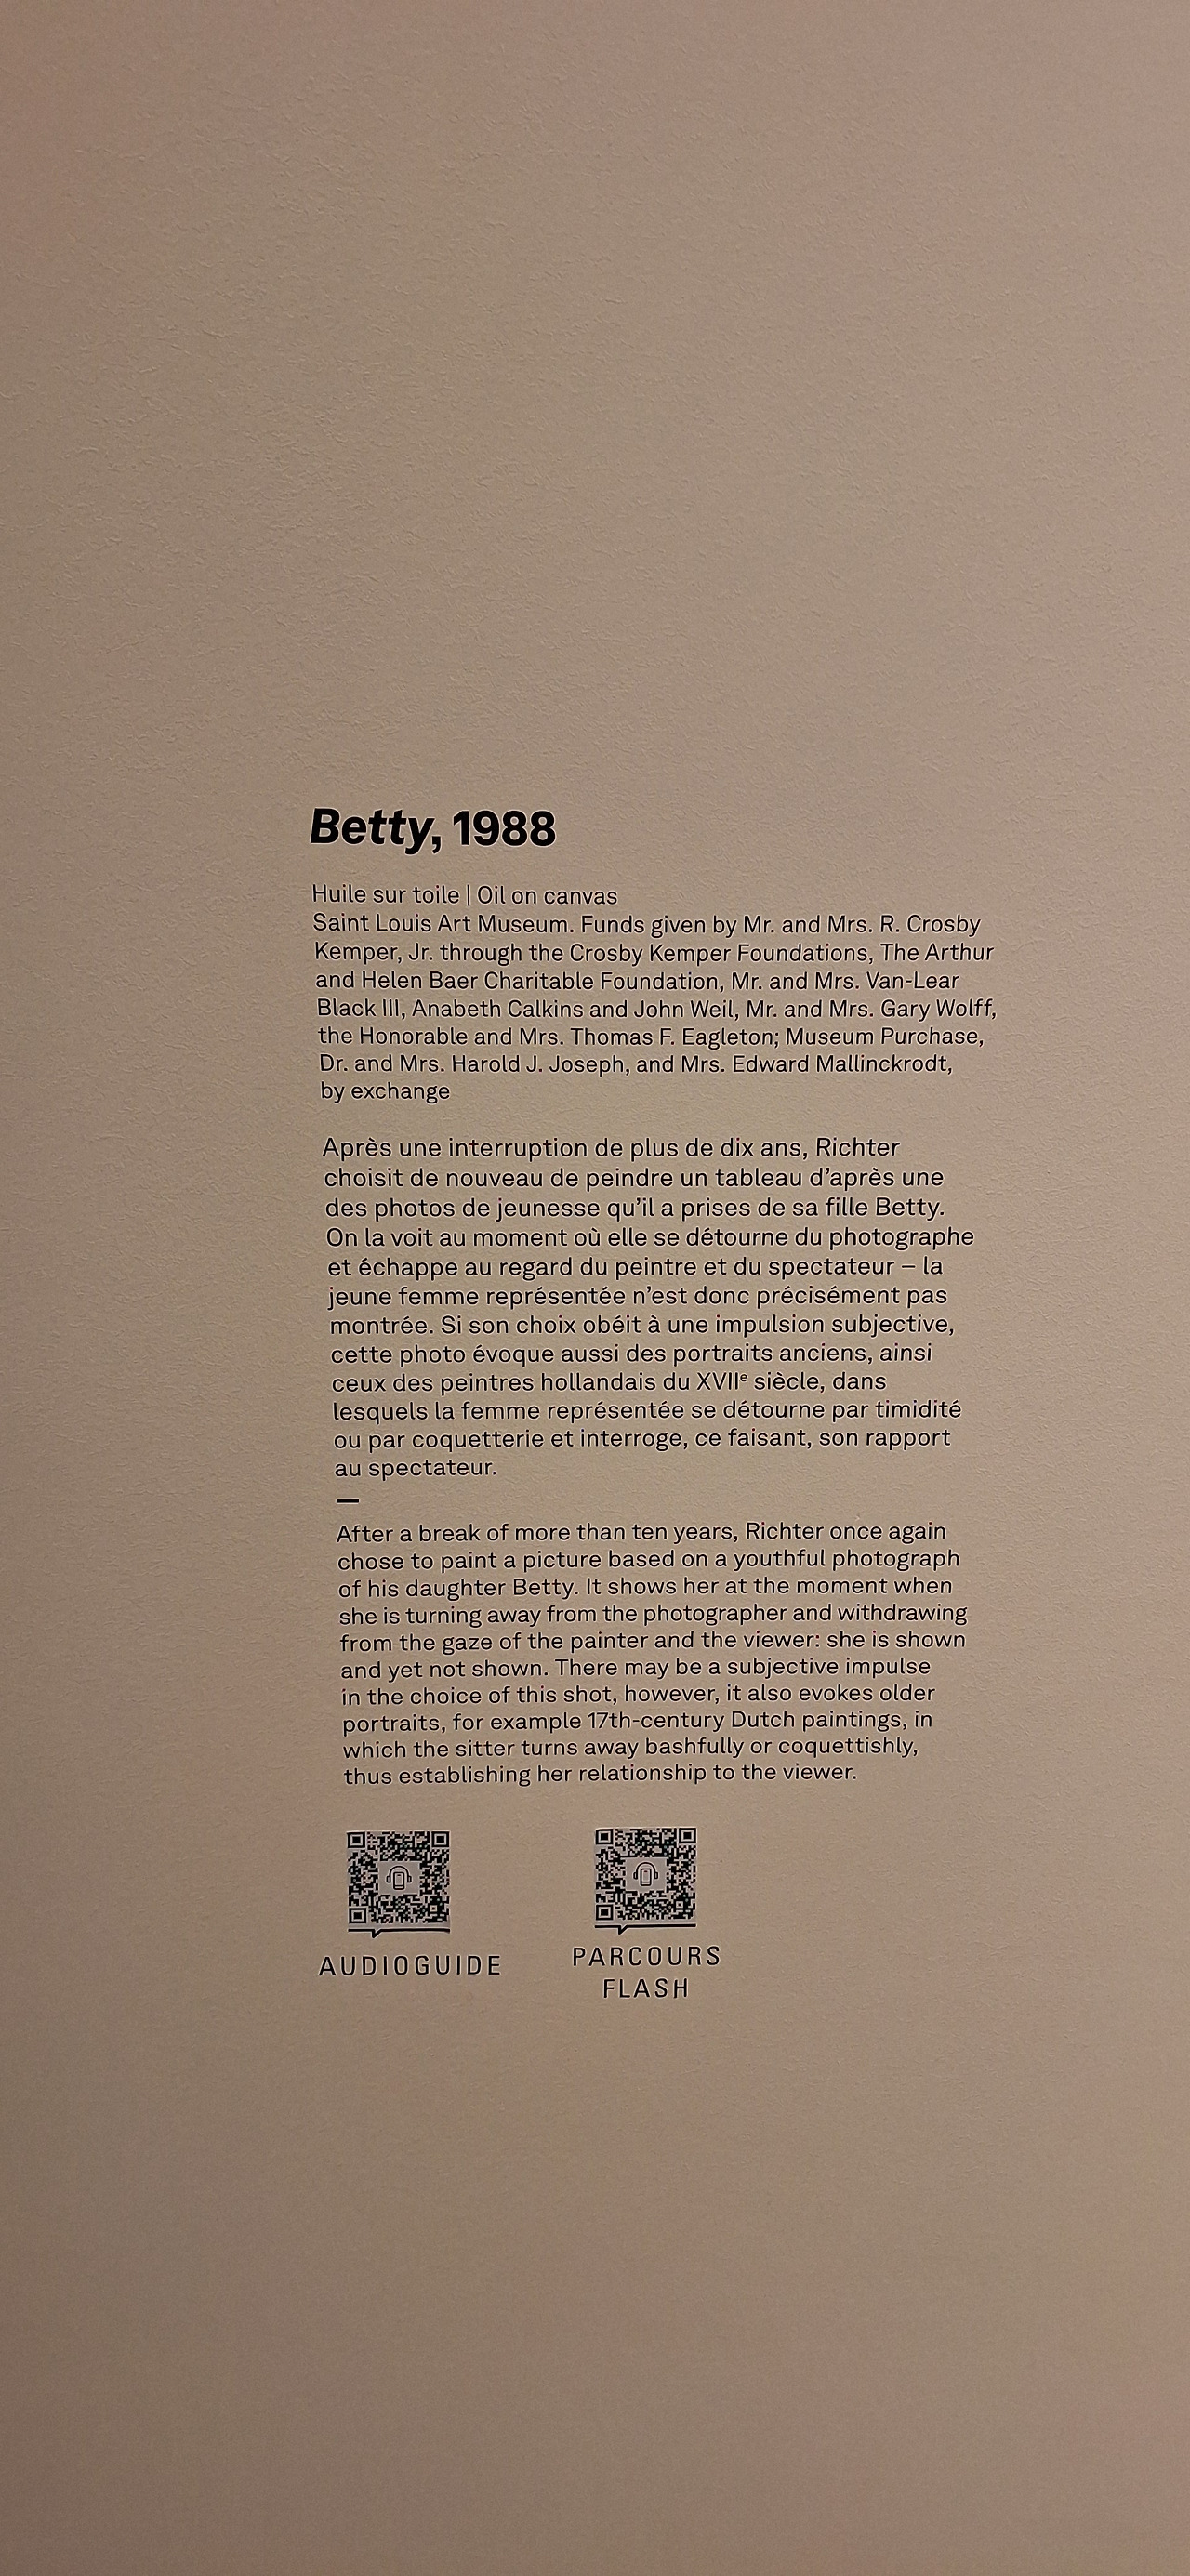 Betty, 1988
Huile sur toile | Oil on canvas
Saint Louis Art Museum. Funds given by Mr. and Mrs. R. Crosby
Kemper, Jr. through the Crosby Kemper Foundations, The Arthur
and Helen Baer Charitable Foundation, Mr. and Mrs. Van-Lear
Black III, Anabeth Calkins and John Weil, Mr. and Mrs. Gary Wolff,
the Honorable and Mrs. Thomas F. Eagleton; Museum Purchase,
Dr. and Mrs. Harold J. Joseph, and Mrs. Edward Mallinckrodt,
by exchange
Après une interruption de plus de dix ans, Richter
choisit de nouveau de peindre un tableau d’après une
des photos de jeunesse qu’il a prises de sa fille Betty.
On la voit au moment où elle se détourne du photographe
et échappe au regard du peintre et du spectateur – la
jeune femme représentée n’est donc précisément pas
montrée. Si son choix obéit à une impulsion subjective,
cette photo évoque aussi des portraits anciens, ainsi
ceux des peintres hollandais du XVIIᵉ siècle, dans
lesquels la femme représentée se détourne par timidité
ou par coquetterie et interroge, ce faisant, son rapport
au spectateur.
—
After a break of more than ten years, Richter once again
chose to paint a picture based on a youthful photograph
of his daughter Betty. It shows her at the moment when
she is turning away from the photographer and withdrawing
from the gaze of the painter and the viewer: she is shown
and yet not shown. There may be a subjective impulse
in the choice of this shot, however, it also evokes older
portraits, for example 17th-century Dutch paintings, in
which the sitter turns away bashfully or coquettishly,
thus establishing her relationship to the viewer.
AUDIOGUIDE
PARCOURS
FLASH